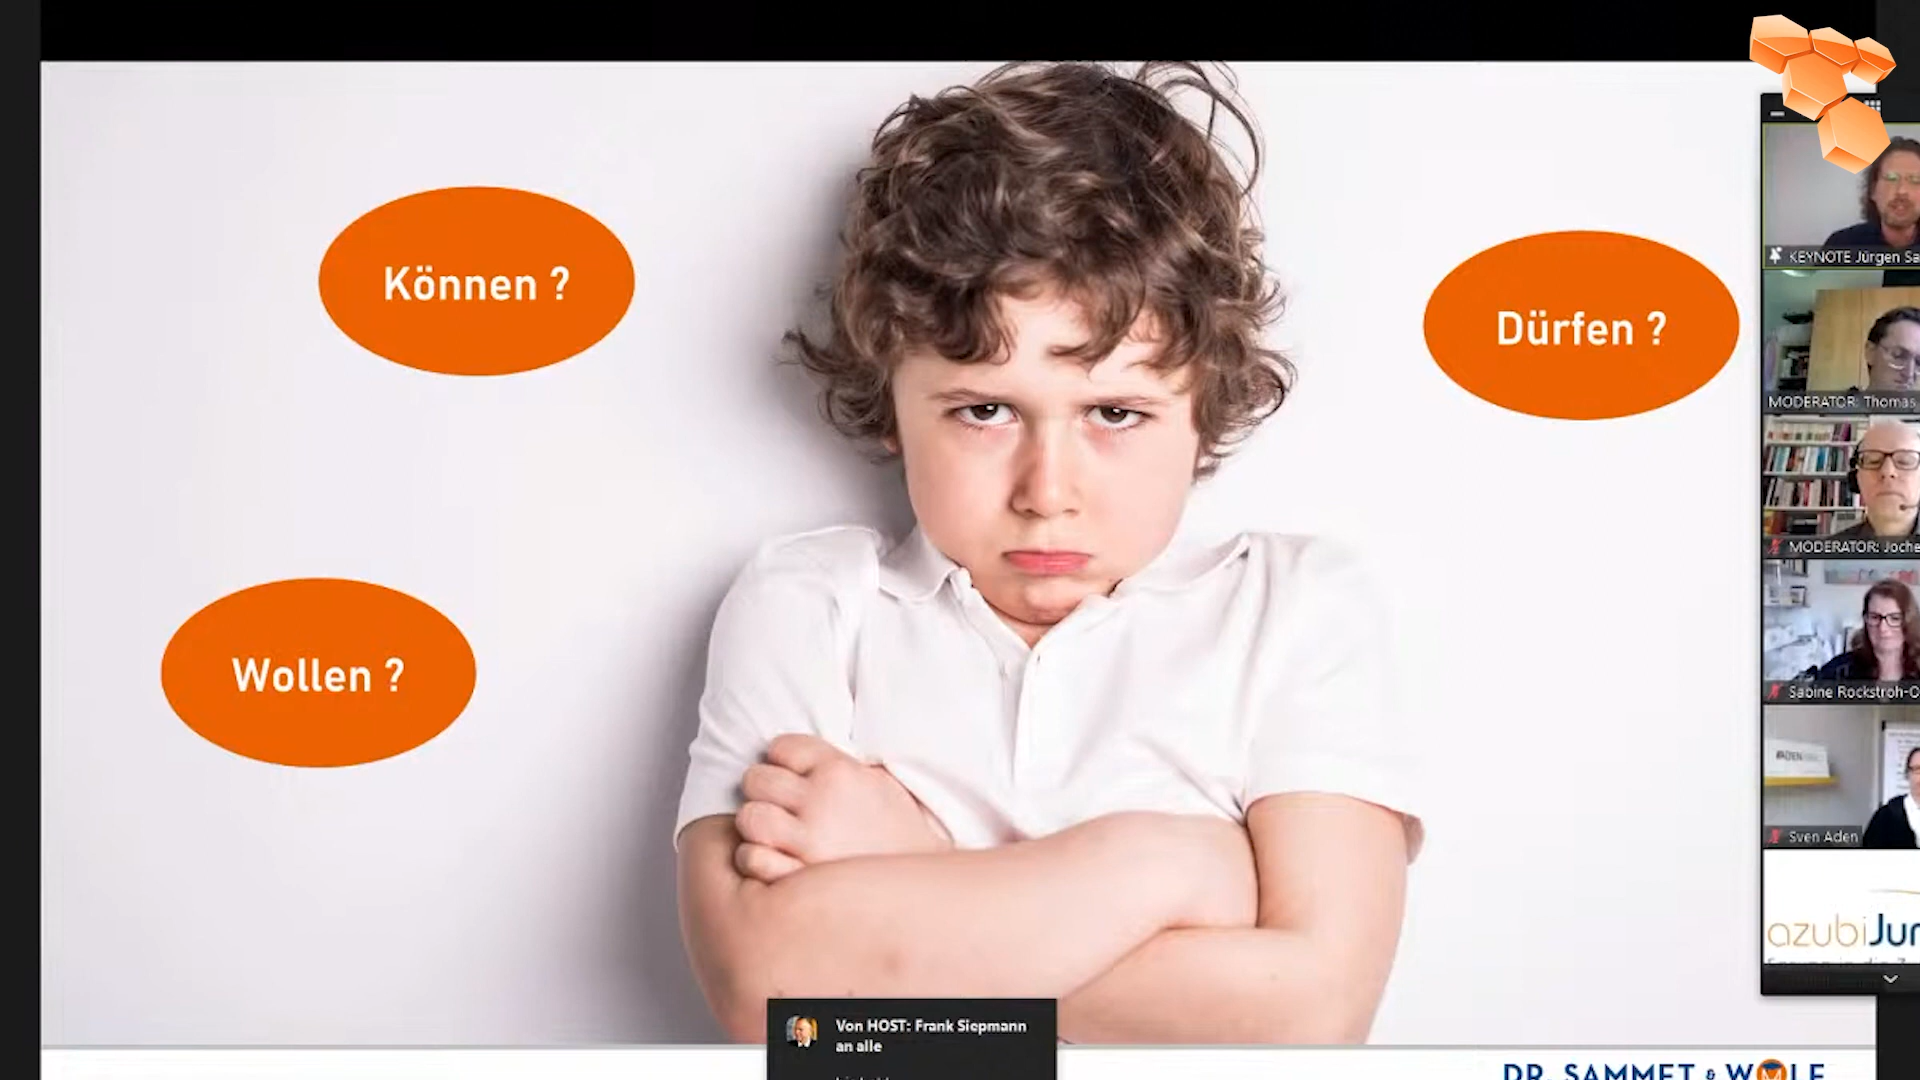 Können ?
Dürfen ?
Wollen ?
KEYNOTE Jürgen Sa
MODERATOR: Thomas
MODERATOR: Joche
Sabine Rockstroh-O
Sven Aden
azubiJun
Von HOST: Frank Siepmann
an alle
DR. SAMMET & WOLF